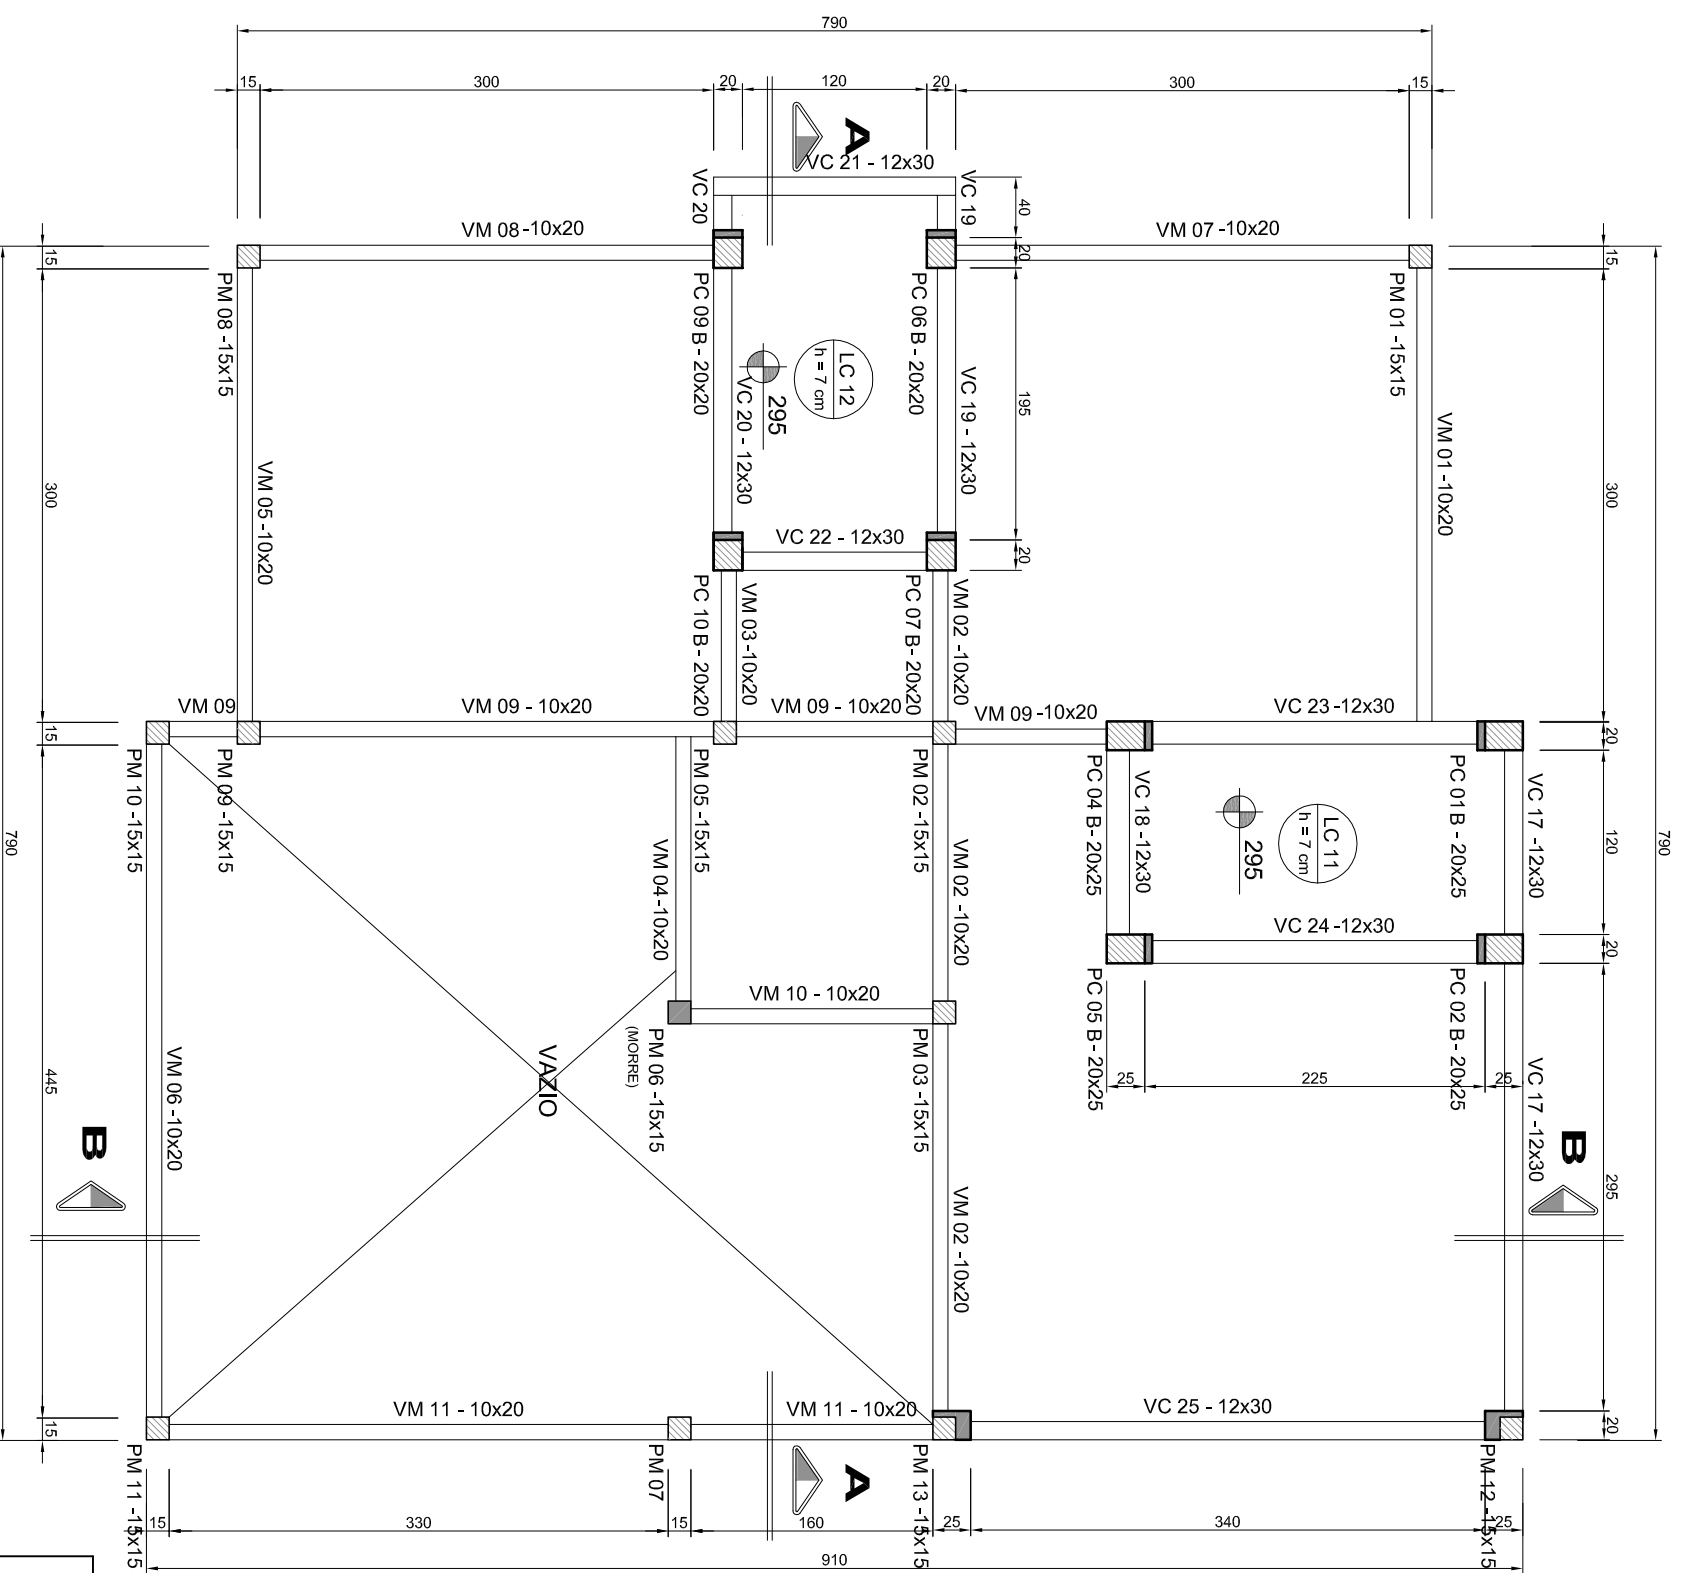 790
15
300
20
120
20
300
15
A
VC 21 - 12x30
VC 20
VC 19
40
VM 08 -10x20
VM 07 -10x20
15
20
15
PM 08 -15x15
PC 09 B - 20x20
PC 06 B - 20x20
PM 01 -15x15
LC 12
h = 7 cm
295
VC 20 - 12x30
VC 19 - 12x30
195
VM 01 -10x20
300
VM 05 -10x20
300
VC 22 - 12x30
20
PC 10 B - 20x20
VM 03 -10x20
PC 07 B - 20x20
VM 02 -10x20
VM 09
VM 09 - 10x20
VM 09 - 10x20
VM 09 -10x20
VC 23 -12x30
15
20
PM 10 -15x15
PM 09 -15x15
PM 05 -15x15
PM 02 -15x15
PC 04 B - 20x25
VC 18 -12x30
PC 01 B - 20x25
VC 17 -12x30
LC 11
h = 7 cm
295
120
790
790
VM 04 -10x20
VM 02 -10x20
VC 24 -12x30
20
VM 10 - 10x20
PM 06 -15x15
(MORRE)
PM 03 -15x15
PC 05 B - 20x25
PC 02 B - 20x25
25
225
25
VAZIO
VM 06 -10x20
445
B
VC 17 -12x30
B
295
VM 02 -10x20
VM 11 - 10x20
VM 11 - 10x20
VC 25 - 12x30
15
20
PM 11 -15x15
PM 07
A
PM 13 -15x15
PM 12 -15x15
15
330
15
160
25
340
25
910